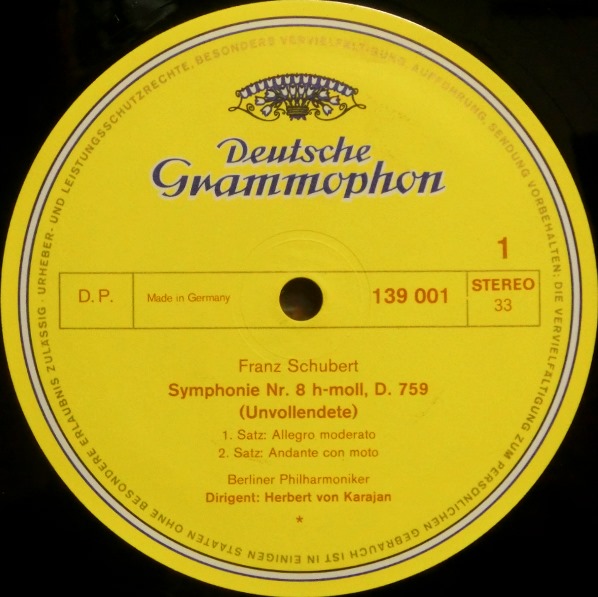 Deutsche
Grammophon
1
D. P.
Made in Germany
139 001
STEREO
33
Franz Schubert
Symphonie Nr. 8 h-moll, D. 759
(Unvollendete)
1. Satz: Allegro moderato
2. Satz: Andante con moto
Berliner Philharmoniker
Dirigent: Herbert von Karajan
*
URHEBER- UND LEISTUNGSSCHUTZRECHTE, BESONDERS VERVIELFÄLTIGUNG, AUFFÜHRUNG, SENDUNG VORBEHALTEN; DIE VERVIELFÄLTIGUNG ZUM PERSÖNLICHEN GEBRAUCH IST IN EINIGEN STAATEN OHNE BESONDERE ERLAUBNIS ZULÄSSIG ·